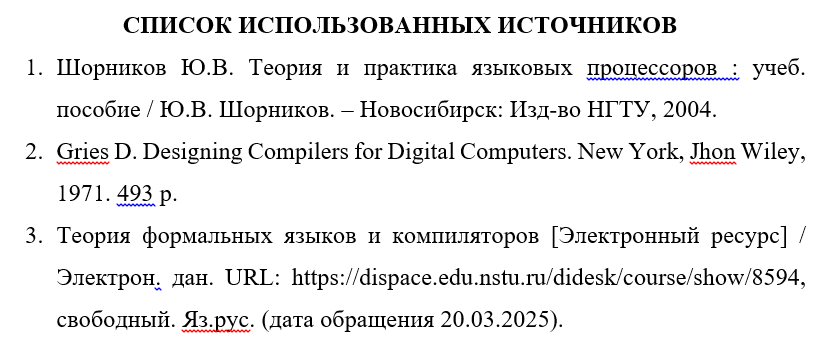 СПИСОК ИСПОЛЬЗОВАННЫХ ИСТОЧНИКОВ
1. Шорников Ю.В. Теория и практика языковых процессоров : учеб.
пособие / Ю.В. Шорников. – Новосибирск: Изд-во НГТУ, 2004.
2. Gries D. Designing Compilers for Digital Computers. New York, Jhon Wiley,
1971. 493 p.
3. Теория формальных языков и компиляторов [Электронный ресурс] /
Электрон. дан. URL: https://dispace.edu.nstu.ru/didesk/course/show/8594,
свободный. Яз.рус. (дата обращения 20.03.2025).